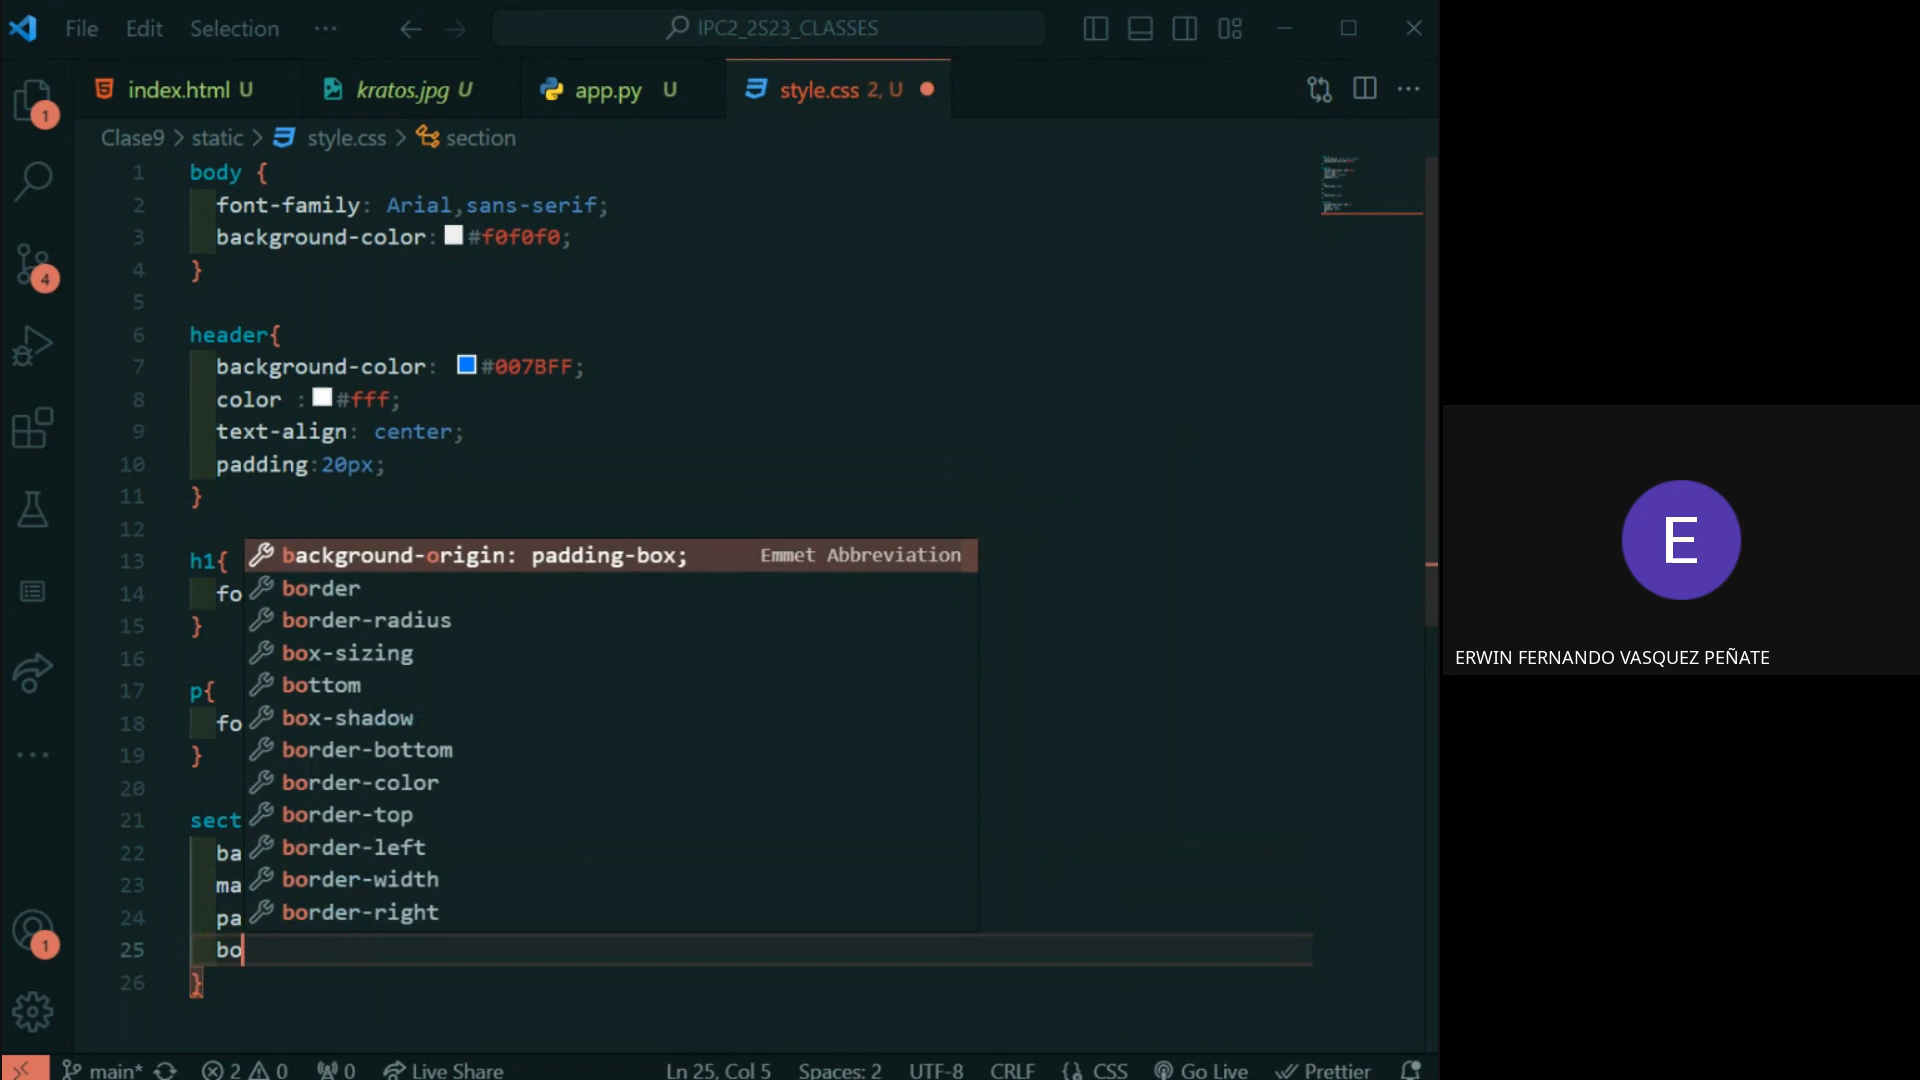 File Edit Selection ··· IPC2_2S23_CLASSES
index.html U kratos.jpg U app.py U style.css 2, U
Clase9 > static > style.css > section
1 body {
2 font-family: Arial,sans-serif;
3 background-color: #f0f0f0;
4 }
5
6 header{
7 background-color: #007BFF;
8 color : #fff;
9 text-align: center;
10 padding:20px;
11 }
12
background-origin: padding-box; Emmet Abbreviation
13 h1{
border
14 fo
border-radius
15 }
box-sizing
16
bottom
17 p{
box-shadow
18 fo
border-bottom
19 }
border-color
20
border-top
21 sect
border-left
22 ba
border-width
23 ma
border-right
24 pa
25 bo
26 }
1
4
1
main* 2 0 0 Live Share Ln 25, Col 5 Spaces: 2 UTF-8 CRLF CSS Go Live Prettier
E
ERWIN FERNANDO VASQUEZ PEÑATE